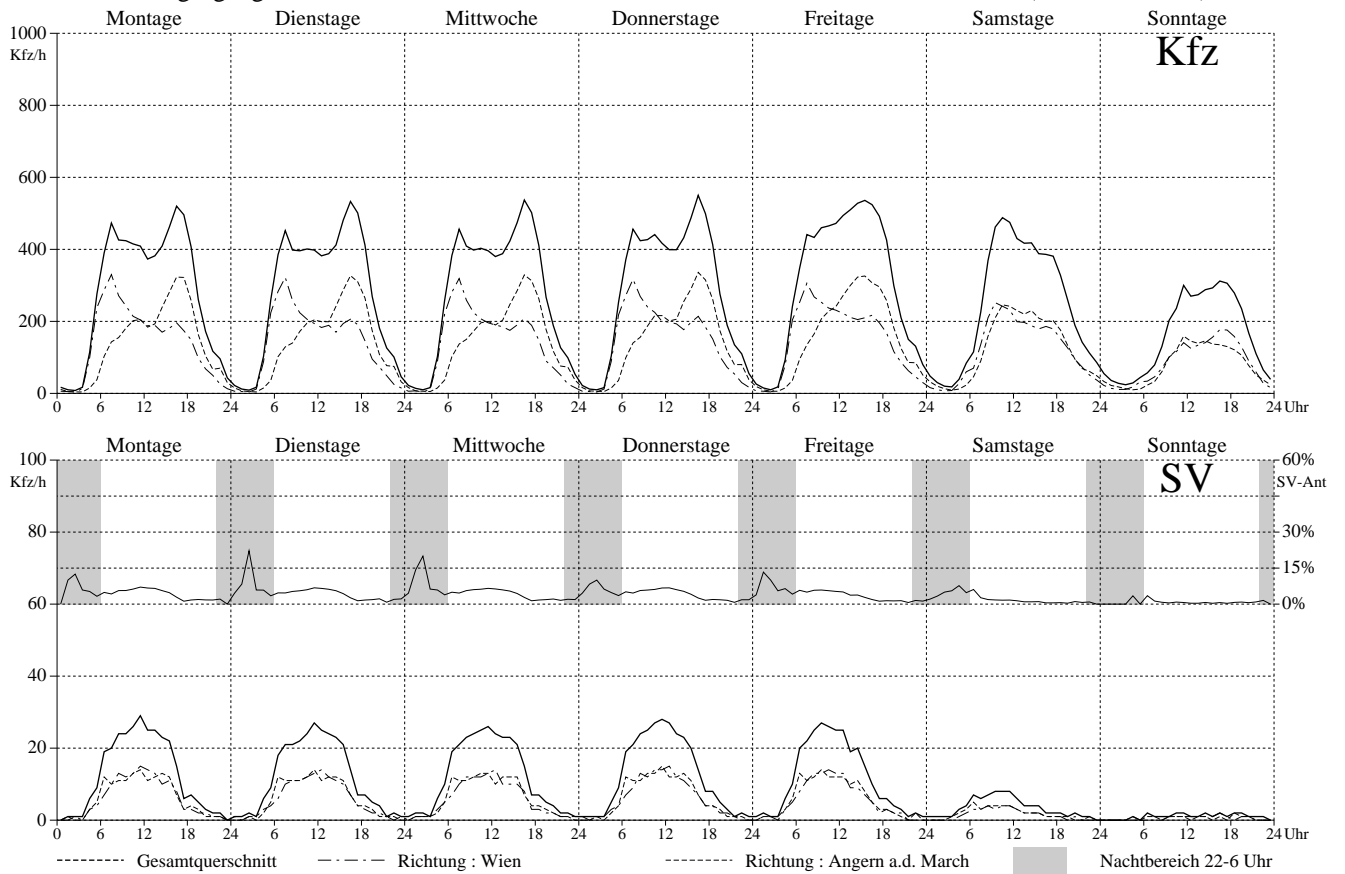 Montage Dienstage Mittwoche Donnerstage Freitage Samstage Sonntage
1000
Kfz/h
Kfz
800
600
400
200
0
0 6 12 18 24 6 12 18 24 6 12 18 24 6 12 18 24 6 12 18 24 6 12 18 24 6 12 18 24 Uhr
Montage Dienstage Mittwoche Donnerstage Freitage Samstage Sonntage
100 60%
Kfz/h SV SV-Ant
80 30%
15%
60 0%
40
20
0
0 6 12 18 24 6 12 18 24 6 12 18 24 6 12 18 24 6 12 18 24 6 12 18 24 6 12 18 24 Uhr
Gesamtquerschnitt Richtung : Wien Richtung : Angern a.d. March Nachtbereich 22-6 Uhr